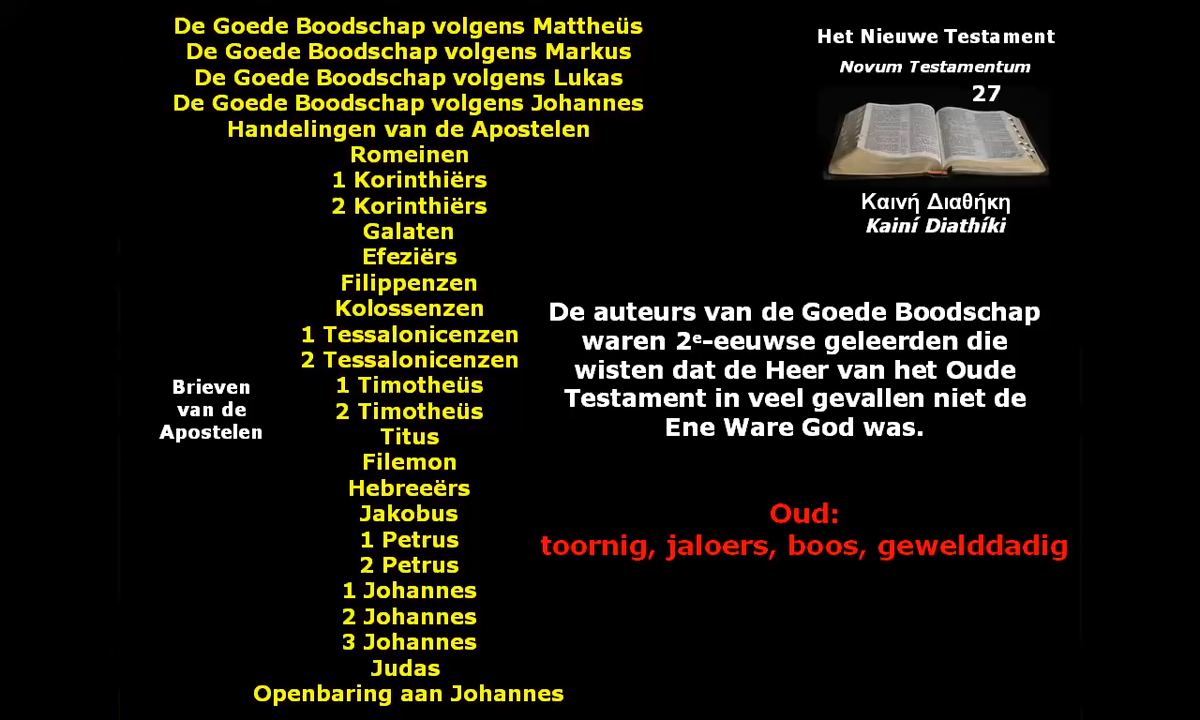 De Goede Boodschap volgens Mattheüs
De Goede Boodschap volgens Markus
De Goede Boodschap volgens Lukas
De Goede Boodschap volgens Johannes
Handelingen van de Apostelen
Romeinen
1 Korinthiërs
2 Korinthiërs
Galaten
Efeziërs
Filippenzen
Kolossenzen
1 Tessalonicenzen
2 Tessalonicenzen
1 Timotheüs
2 Timotheüs
Titus
Filemon
Hebreeërs
Jakobus
1 Petrus
2 Petrus
1 Johannes
2 Johannes
3 Johannes
Judas
Openbaring aan Johannes
Brieven
van de
Apostelen
Het Nieuwe Testament
Novum Testamentum
27
Καινή Διαθήκη
Kainí Diathíki
De auteurs van de Goede Boodschap
waren 2e-eeuwse geleerden die
wisten dat de Heer van het Oude
Testament in veel gevallen niet de
Ene Ware God was.
Oud:
toornig, jaloers, boos, gewelddadig